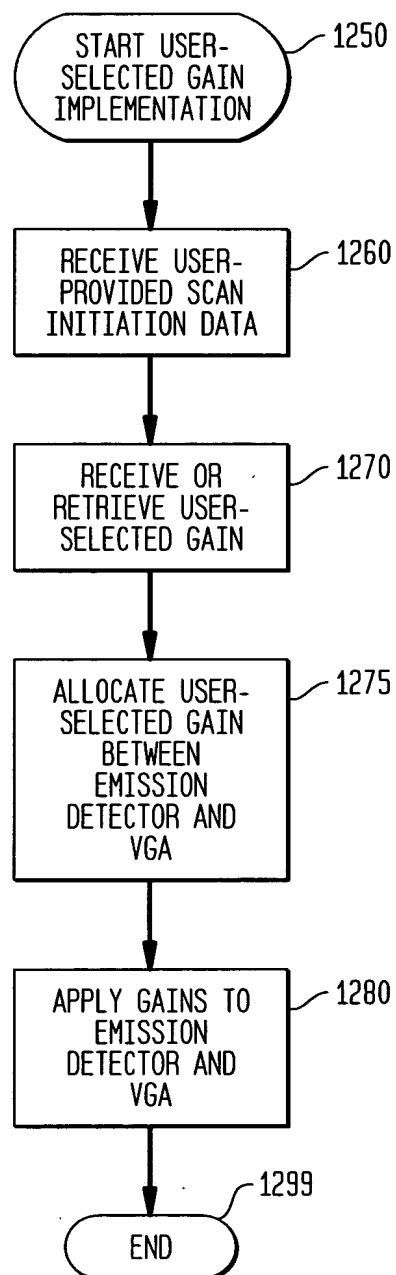 START USER-
SELECTED GAIN
IMPLEMENTATION
1250
RECEIVE USER-
PROVIDED SCAN
INITIATION DATA
1260
RECEIVE OR
RETRIEVE USER-
SELECTED GAIN
1270
ALLOCATE USER-
SELECTED GAIN
BETWEEN
EMISSION
DETECTOR AND
VGA
1275
APPLY GAINS TO
EMISSION
DETECTOR AND
VGA
1280
END
1299